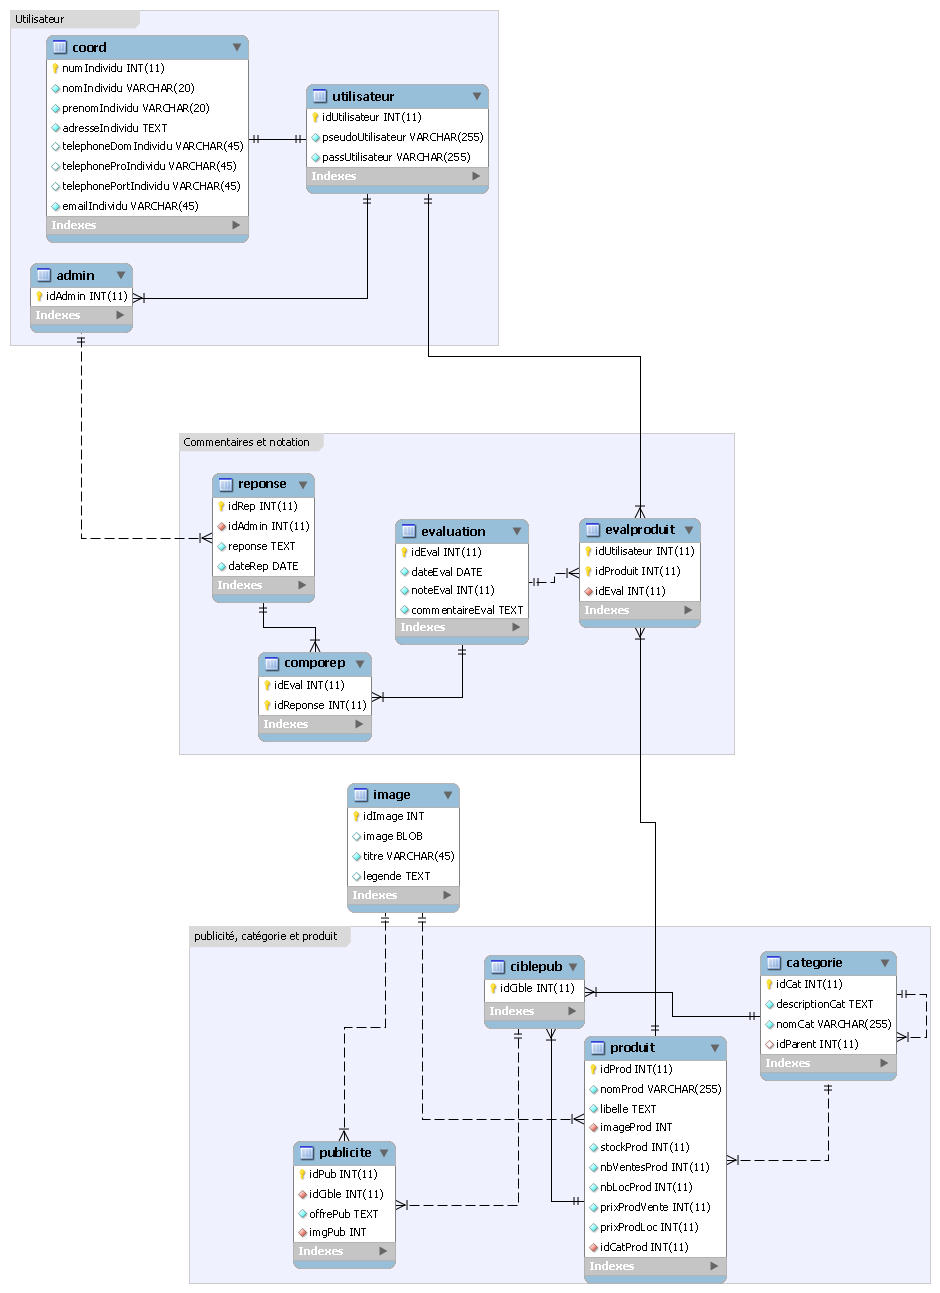 Utilisateur
coord
numIndividu INT(11)
nomIndividu VARCHAR(20)
prenomIndividu VARCHAR(20)
adresseIndividu TEXT
telephoneDomIndividu VARCHAR(45)
telephoneProIndividu VARCHAR(45)
telephonePortIndividu VARCHAR(45)
emailIndividu VARCHAR(45)
Indexes
utilisateur
idUtilisateur INT(11)
pseudoUtilisateur VARCHAR(255)
passUtilisateur VARCHAR(255)
Indexes
admin
idAdmin INT(11)
Indexes
Commentaires et notation
reponse
idRep INT(11)
idAdmin INT(11)
reponse TEXT
dateRep DATE
Indexes
evaluation
idEval INT(11)
dateEval DATE
noteEval INT(11)
commentaireEval TEXT
Indexes
evalproduit
idUtilisateur INT(11)
idProduit INT(11)
idEval INT(11)
Indexes
comporep
idEval INT(11)
idReponse INT(11)
Indexes
image
idImage INT
image BLOB
titre VARCHAR(45)
legende TEXT
Indexes
publicité, catégorie et produit
ciblepub
idCible INT(11)
Indexes
categorie
idCat INT(11)
descriptionCat TEXT
nomCat VARCHAR(255)
idParent INT(11)
Indexes
produit
idProd INT(11)
nomProd VARCHAR(255)
libelle TEXT
imageProd INT
stockProd INT(11)
nbVentesProd INT(11)
nbLocProd INT(11)
prixProdVente INT(11)
prixProdLoc INT(11)
idCatProd INT(11)
Indexes
publicite
idPub INT(11)
idCible INT(11)
offrePub TEXT
imgPub INT
Indexes